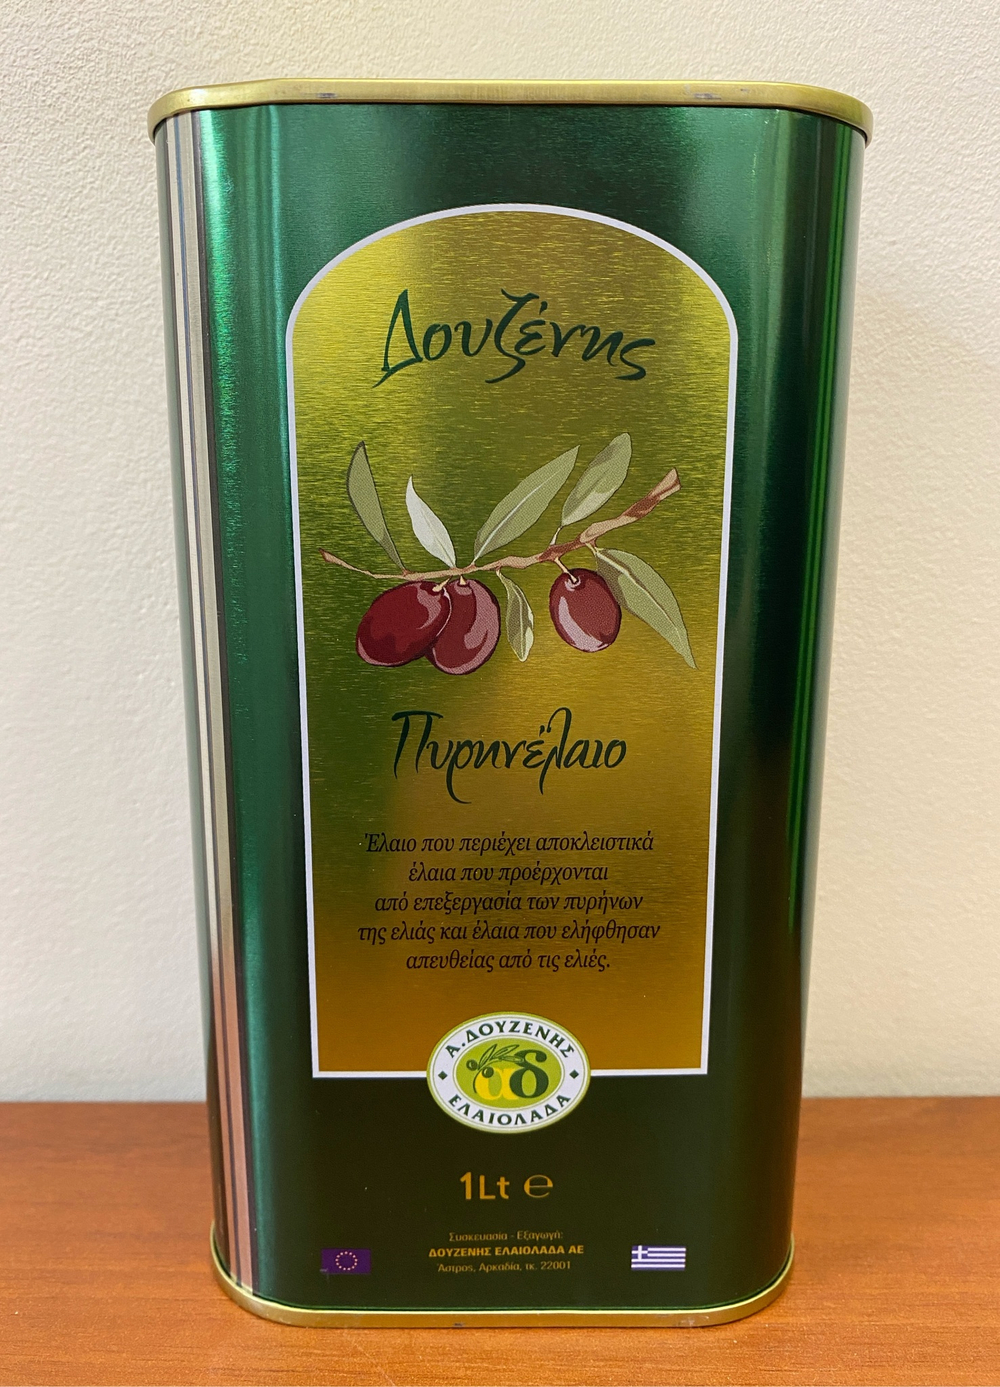 Δουζένης
Πυρηνέλαιο
Έλαιο που περιέχει αποκλειστικά
έλαια που προέρχονται
από επεξεργασία των πυρήνων
της ελιάς και έλαια που ελήφθησαν
απευθείας από τις ελιές.
Α.ΔΟΥΖΕΝΗΣ
αδ
ΕΛΑΙΟΛΑΔΑ
1Lt ℮
Συσκευασία - Εξαγωγή:
ΔΟΥΖΕΝΗΣ ΕΛΑΙΟΛΑΔΑ ΑΕ
Άστρος, Αρκαδία, τκ. 22001